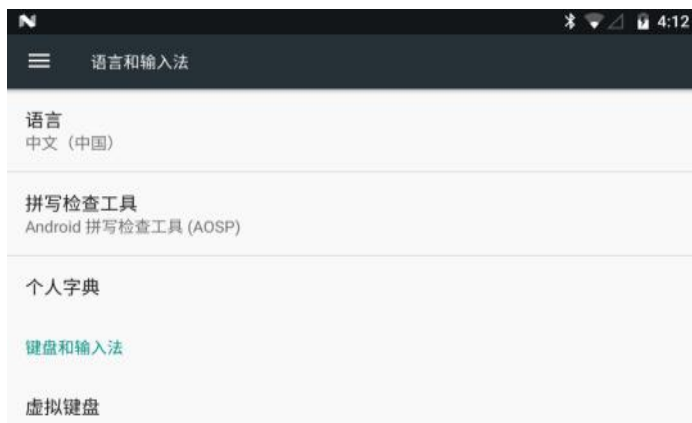 4:12
语言和输入法
语言
中文（中国）
拼写检查工具
Android 拼写检查工具 (AOSP)
个人字典
键盘和输入法
虚拟键盘